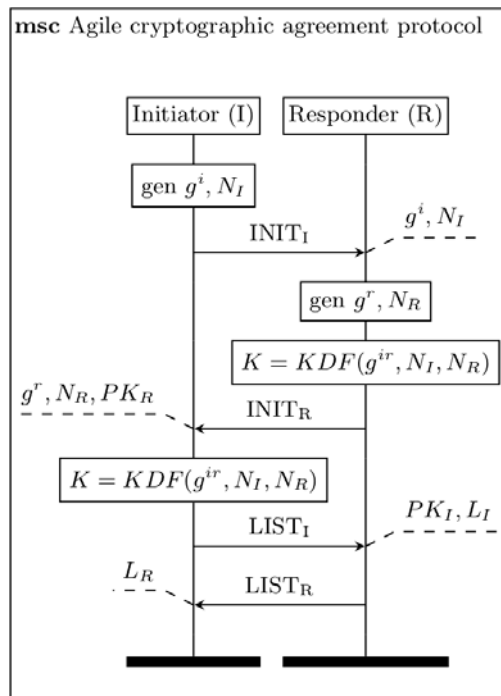 msc Agile cryptographic agreement protocol
Initiator (I) Responder (R)
gen g^i, N_I
INIT_I
g^i, N_I
gen g^r, N_R
K = KDF(g^{ir}, N_I, N_R)
g^r, N_R, PK_R
INIT_R
K = KDF(g^{ir}, N_I, N_R)
LIST_I
PK_I, L_I
L_R
LIST_R